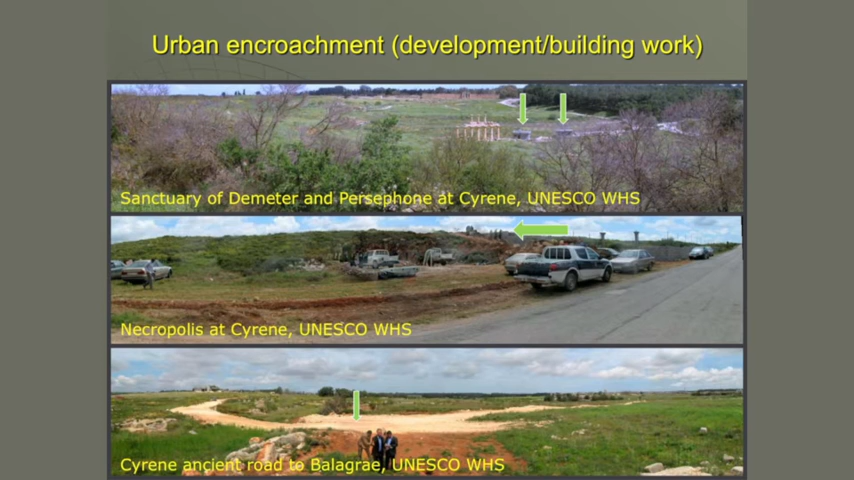 Urban encroachment (development/building work)
Sanctuary of Demeter and Persephone at Cyrene, UNESCO WHS
Necropolis at Cyrene, UNESCO WHS
Cyrene ancient road to Balagrae, UNESCO WHS